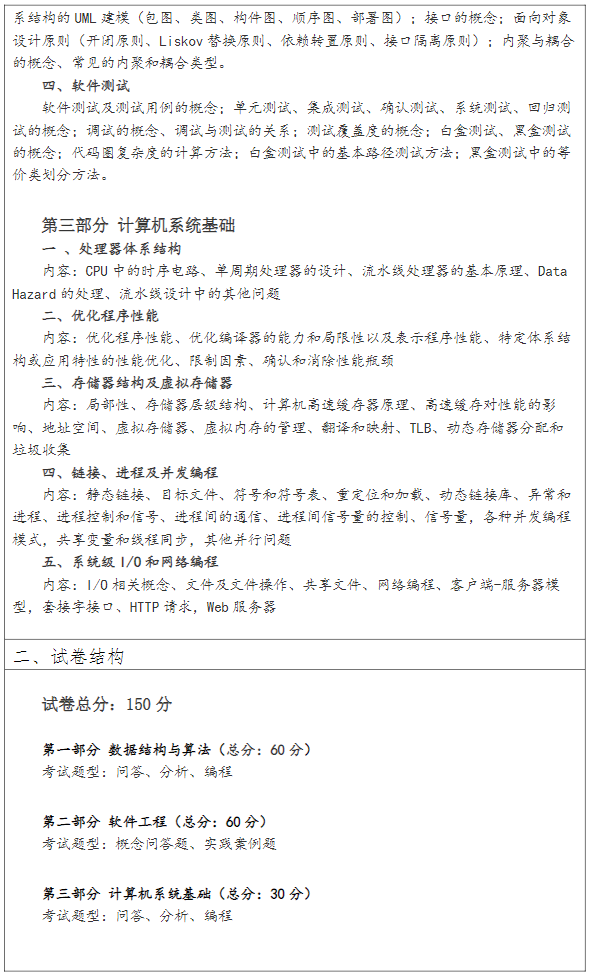 系结构的 UML 建模（包图、类图、构件图、顺序图、部署图）；接口的概念；面向对象
设计原则（开闭原则、Liskov 替换原则、依赖转置原则、接口隔离原则）；内聚与耦合
的概念、常见的内聚和耦合类型。
四、软件测试
软件测试及测试用例的概念；单元测试、集成测试、确认测试、系统测试、回归测
试的概念；调试的概念、调试与测试的关系；测试覆盖度的概念；白盒测试、黑盒测试
的概念；代码图复杂度的计算方法；白盒测试中的基本路径测试方法；黑盒测试中的等
价类划分方法。
第三部分 计算机系统基础
一 、处理器体系结构
内容：CPU 中的时序电路、单周期处理器的设计、流水线处理器的基本原理、Data
Hazard 的处理、流水线设计中的其他问题
二、优化程序性能
内容：优化程序性能、优化编译器的能力和局限性以及表示程序性能、特定体系结
构或应用特性的性能优化、限制因素、确认和消除性能瓶颈
三、存储器结构及虚拟存储器
内容：局部性、存储器层级结构、计算机高速缓存器原理、高速缓存对性能的影
响、地址空间、虚拟存储器、虚拟内存的管理、翻译和映射、TLB、动态存储器分配和
垃圾收集
四、链接、进程及并发编程
内容：静态链接、目标文件、符号和符号表、重定位和加载、动态链接库、异常和
进程、进程控制和信号、进程间的通信、进程间信号量的控制、信号量，各种并发编程
模式，共享变量和线程同步，其他并行问题
五、系统级 I/O 和网络编程
内容：I/O 相关概念、文件及文件操作、共享文件、网络编程、客户端-服务器模
型，套接字接口、HTTP 请求，Web 服务器
二、试卷结构
试卷总分：150 分
第一部分 数据结构与算法（总分：60 分）
考试题型：问答、分析、编程
第二部分 软件工程（总分：60 分）
考试题型：概念问答题、实践案例题
第三部分 计算机系统基础（总分：30 分）
考试题型：问答、分析、编程